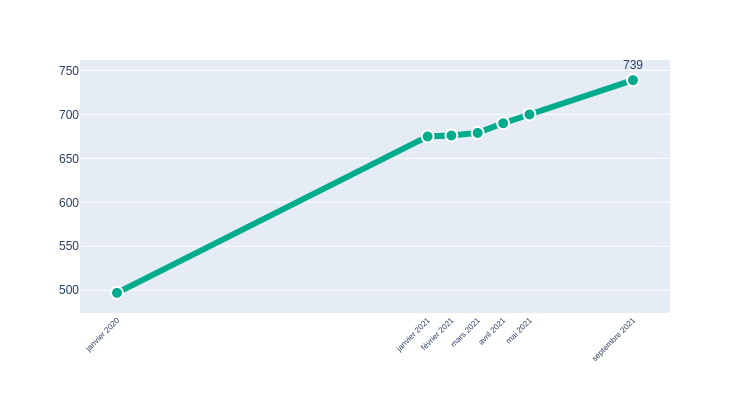 739
750
700
650
600
550
500
janvier 2020
janvier 2021
février 2021
mars 2021
avril 2021
mai 2021
septembre 2021